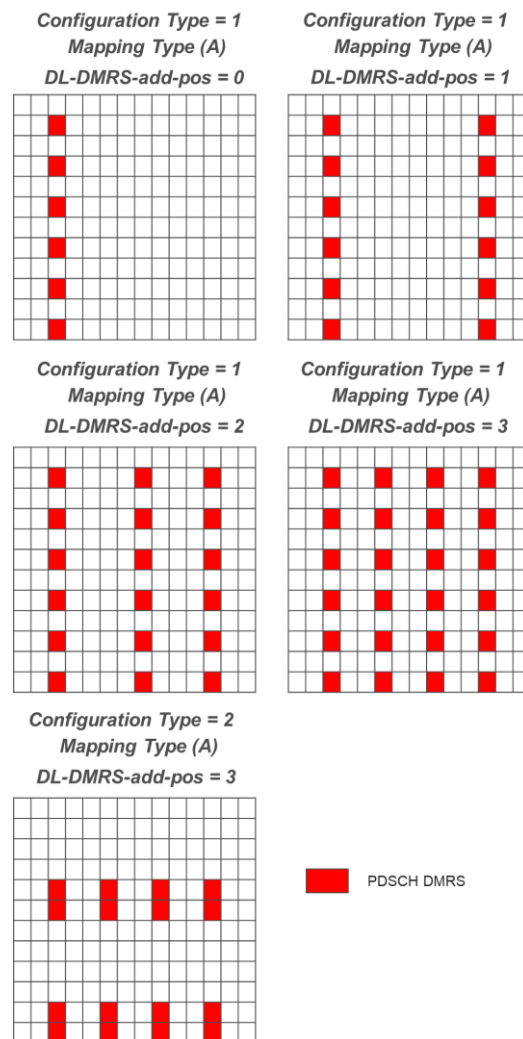 Configuration Type = 1
Mapping Type (A)
DL-DMRS-add-pos = 0
Configuration Type = 1
Mapping Type (A)
DL-DMRS-add-pos = 1
Configuration Type = 1
Mapping Type (A)
DL-DMRS-add-pos = 2
Configuration Type = 1
Mapping Type (A)
DL-DMRS-add-pos = 3
Configuration Type = 2
Mapping Type (A)
DL-DMRS-add-pos = 3
PDSCH DMRS